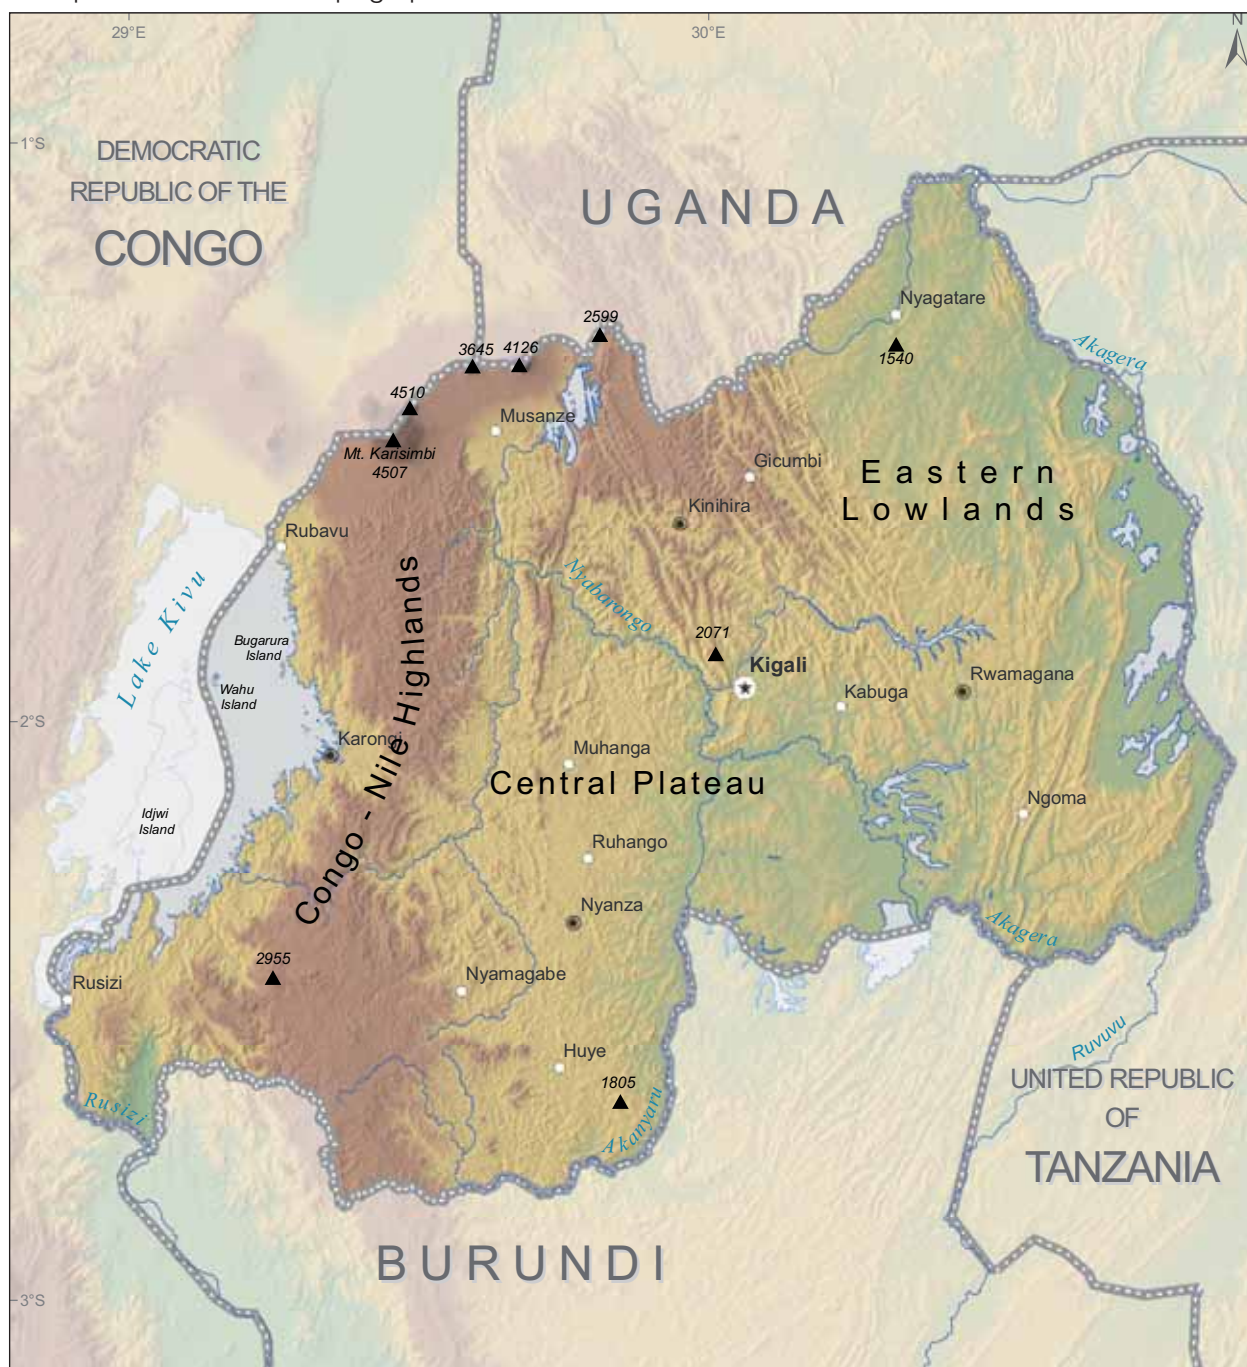 29°E
30°E
N
1°S
DEMOCRATIC
REPUBLIC OF THE
CONGO
UGANDA
Nyagatare
2599
3645
4126
1540
Akagera
4510
Musanze
Mt. Karisimbi
4507
Gicumbi
Eastern
Lowlands
Kinihira
Rubavu
Nyabarongo
Lake Kivu
Congo - Nile Highlands
Bugarura
Island
2071
Kigali
Wahu
Island
Kabuga
Rwamagana
2°S
Karongi
Muhanga
Central Plateau
Ngoma
Idjwi
Island
Ruhango
Nyanza
Akagera
2955
Rusizi
Nyamagabe
Huye
1805
Ruvuvu
Rusizi
Akanyaru
UNITED REPUBLIC
OF
TANZANIA
BURUNDI
3°S